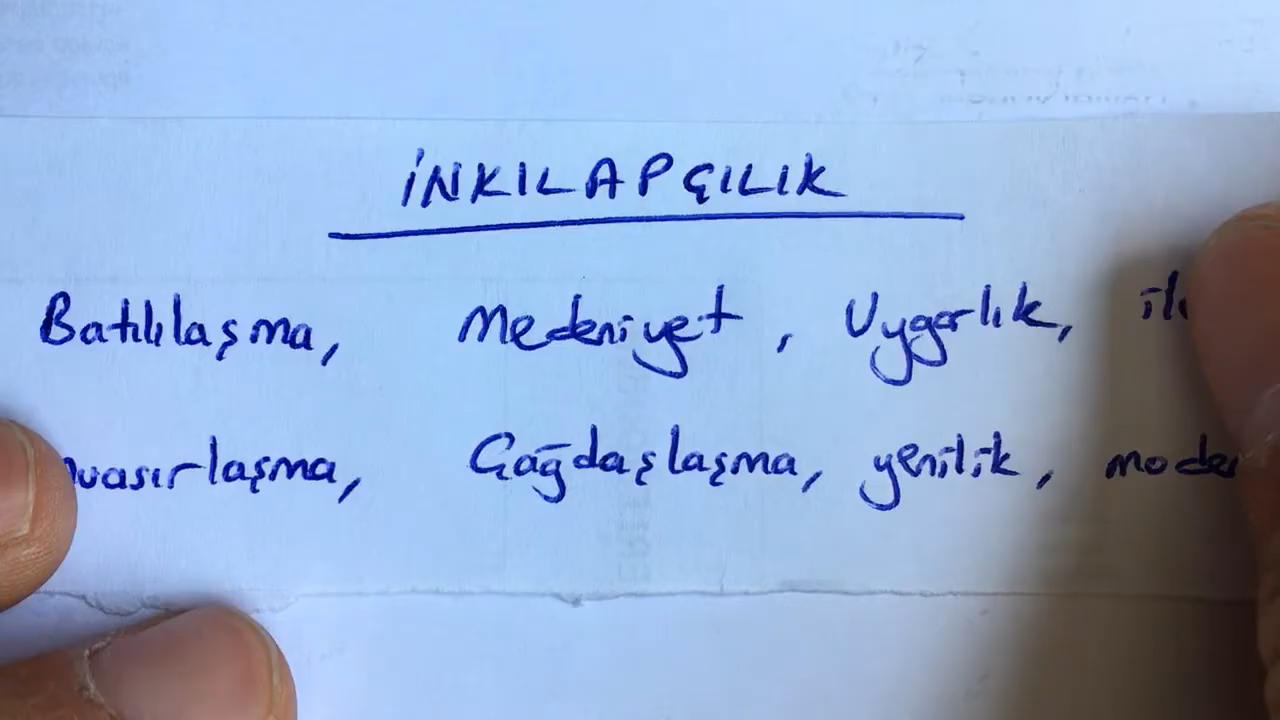 İNKILAPÇILIK
Batılılaşma, Medeniyet, Uygarlık,
Çağdaşlaşma, yenilik,